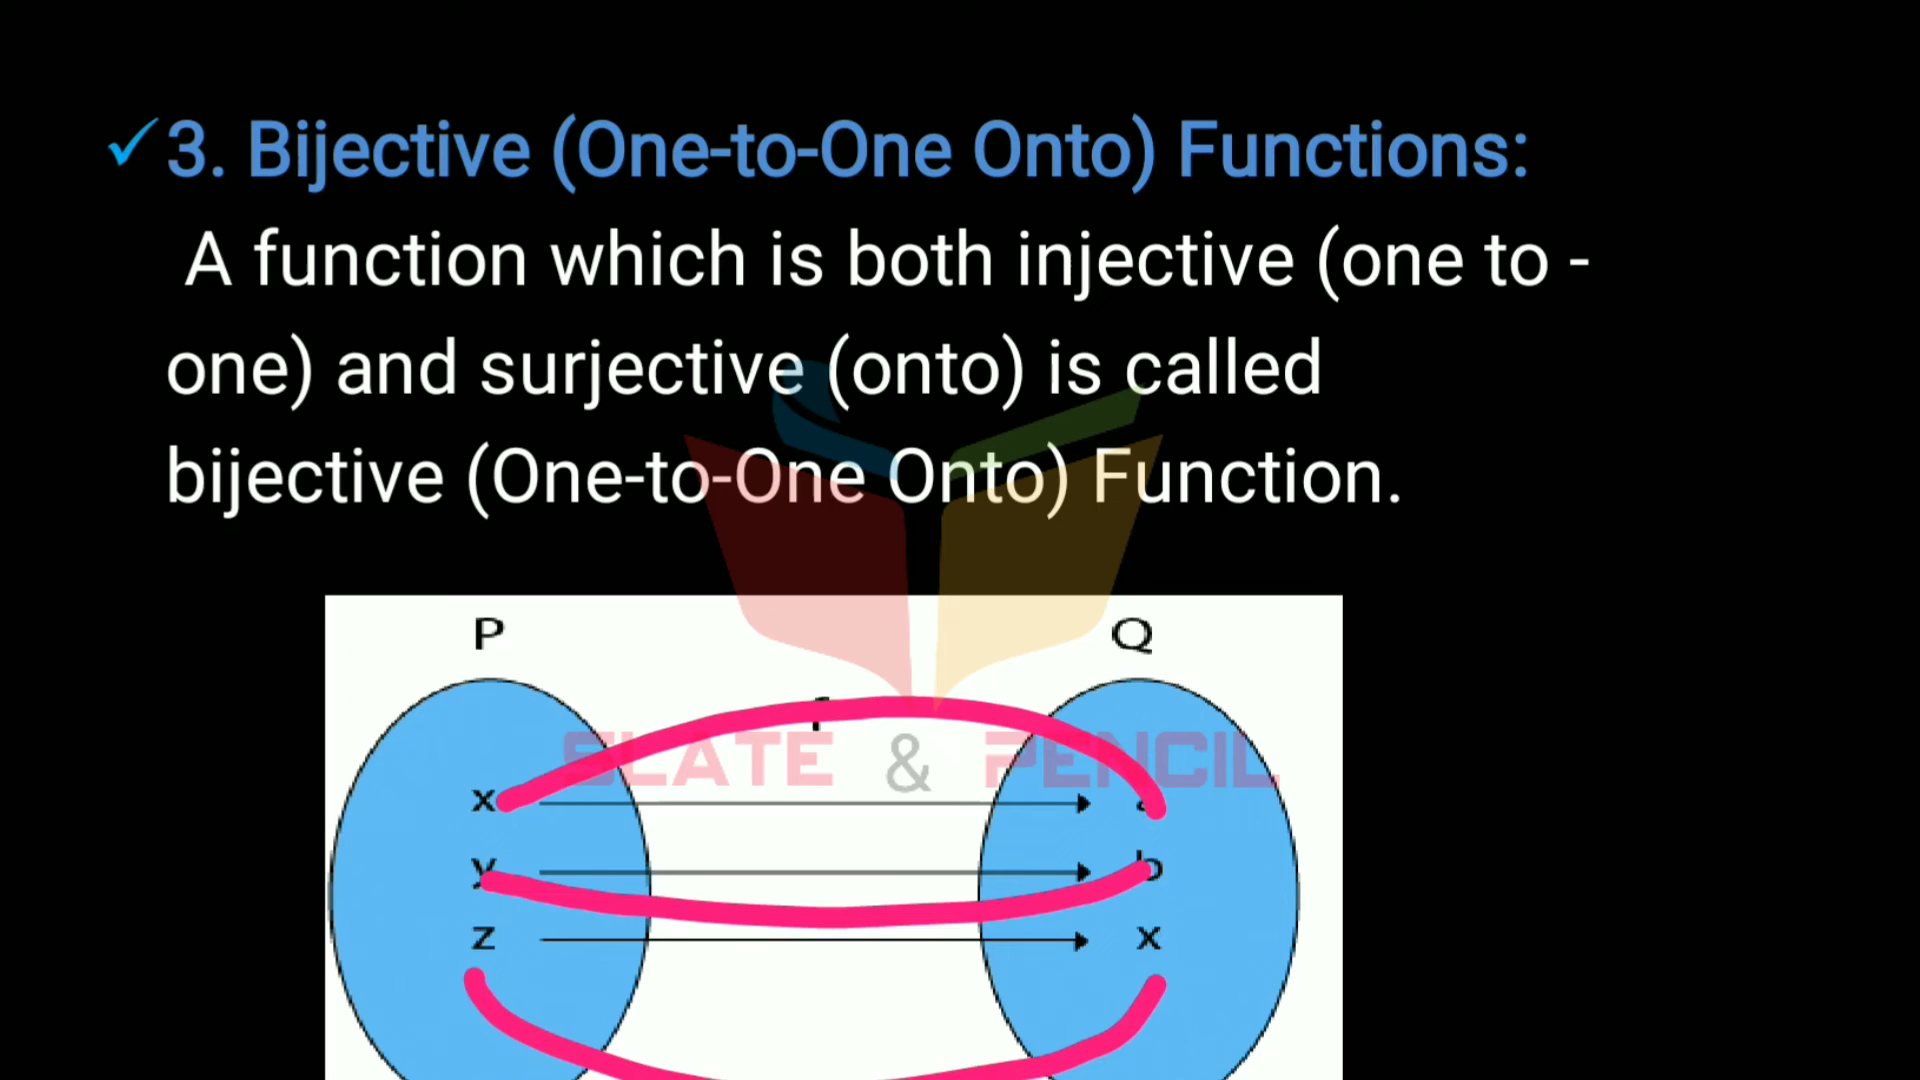 ✓3. Bijective (One-to-One Onto) Functions:
A function which is both injective (one to -
one) and surjective (onto) is called
bijective (One-to-One Onto) Function.
P Q
f
SLATE & PENCIL
x a
y b
z x